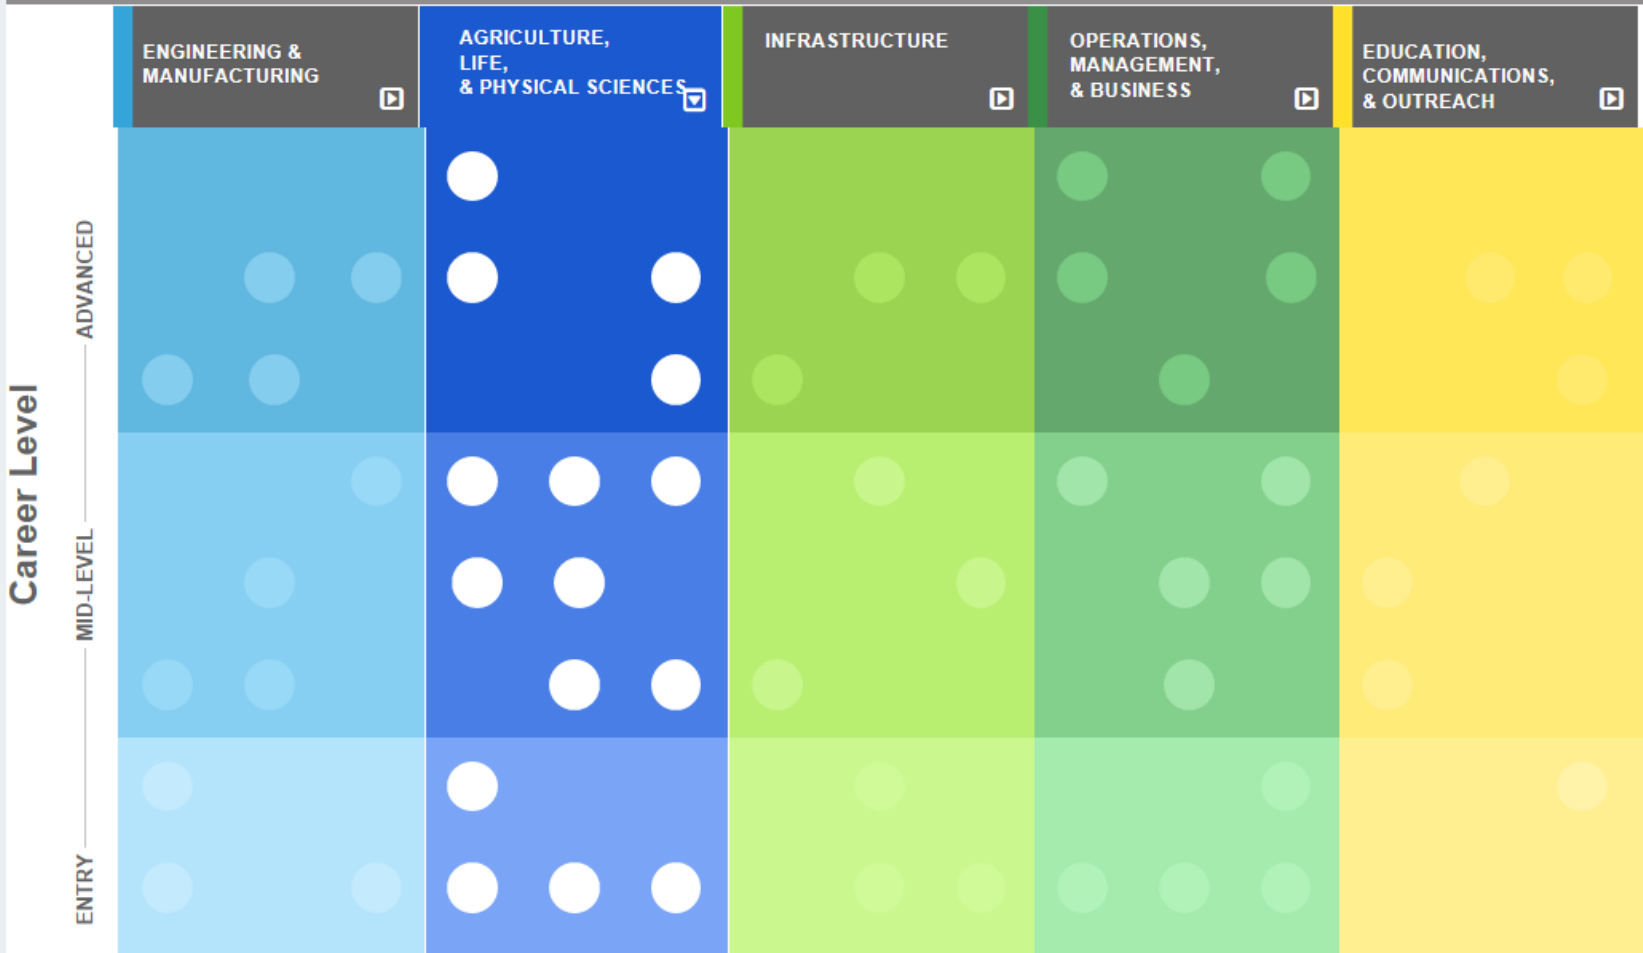 ENGINEERING &
MANUFACTURING
AGRICULTURE,
LIFE,
& PHYSICAL SCIENCES
INFRASTRUCTURE
OPERATIONS,
MANAGEMENT,
& BUSINESS
EDUCATION,
COMMUNICATIONS,
& OUTREACH
Career Level
ADVANCED
MID-LEVEL
ENTRY